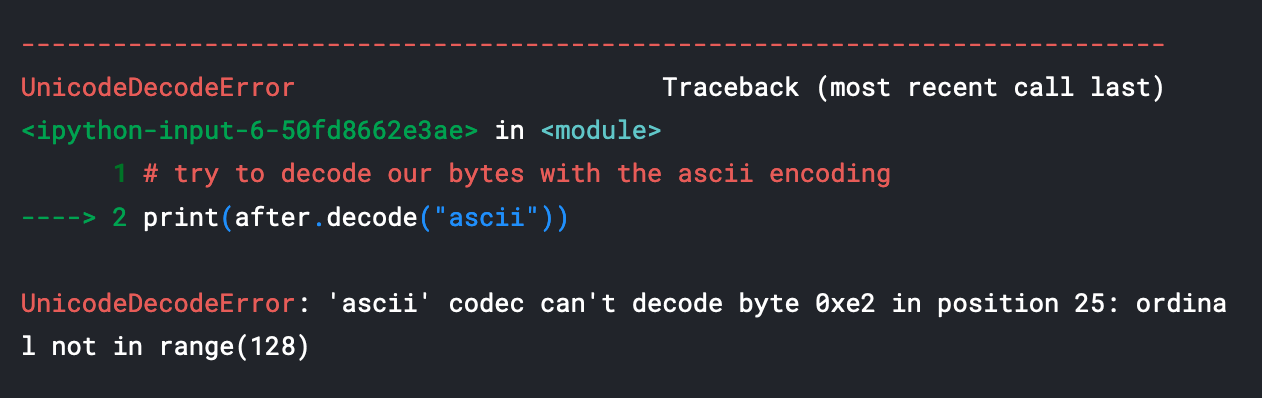 ---------------------------------------------------------------------------
UnicodeDecodeError                        Traceback (most recent call last)
<ipython-input-6-50fd8662e3ae> in <module>
      1 # try to decode our bytes with the ascii encoding
----> 2 print(after.decode("ascii"))

UnicodeDecodeError: 'ascii' codec can't decode byte 0xe2 in position 25: ordina
l not in range(128)